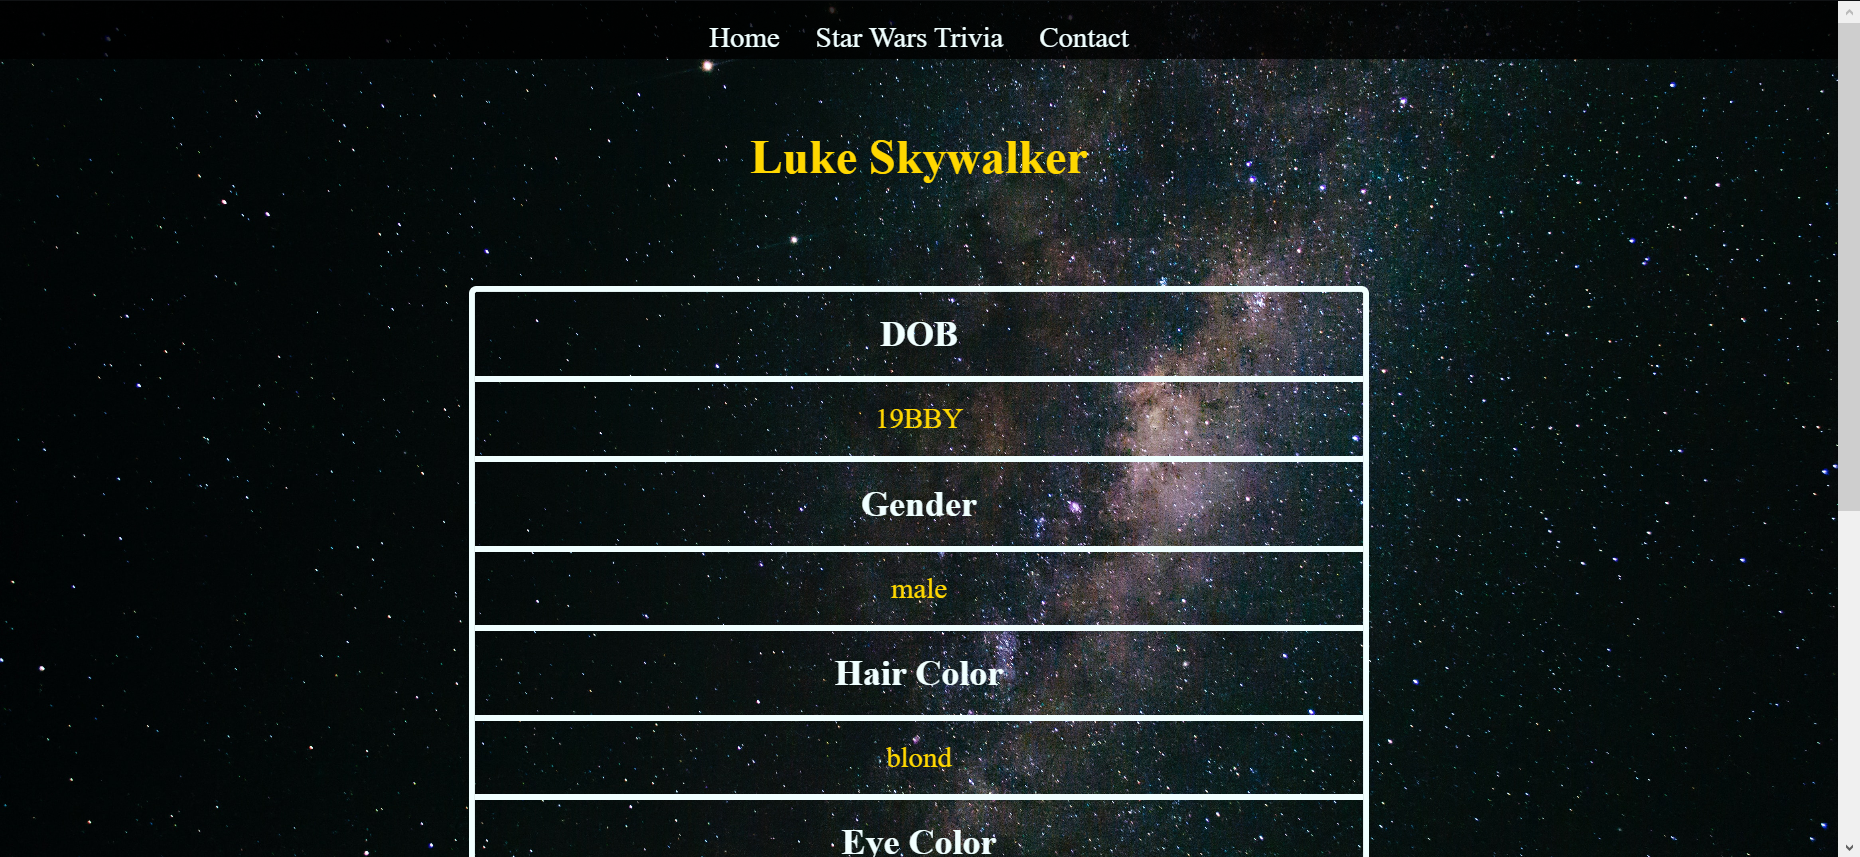 Home Star Wars Trivia Contact
Luke Skywalker
DOB
19BBY
Gender
male
Hair Color
blond
Eye Color